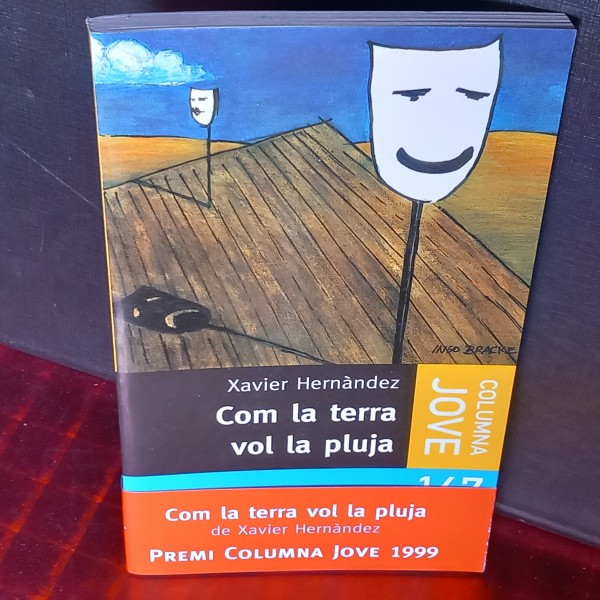 INGO BRACKE
Xavier Hernàndez
Com la terra
vol la pluja
COLUMNA
JOVE
Com la terra vol la pluja
de Xavier Hernàndez
PREMI COLUMNA JOVE 1999